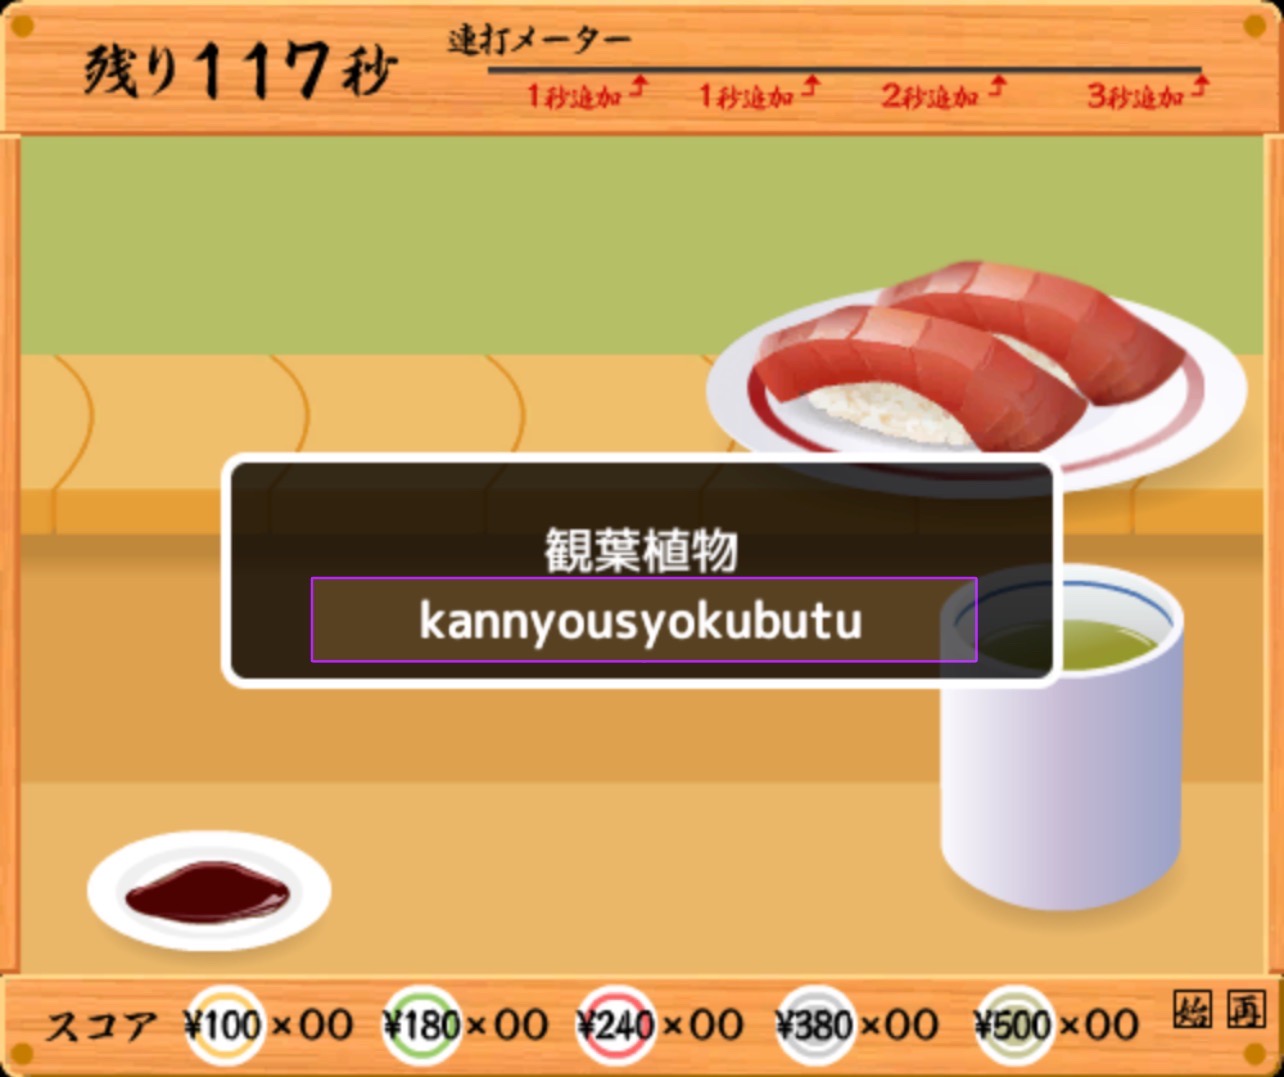 残り117秒
連打メーター
1秒追加 1秒追加 2秒追加 3秒追加
観葉植物
kannyousyokubutu
スコア ¥100×00 ¥180×00 ¥240×00 ¥380×00 ¥500×00 始 再